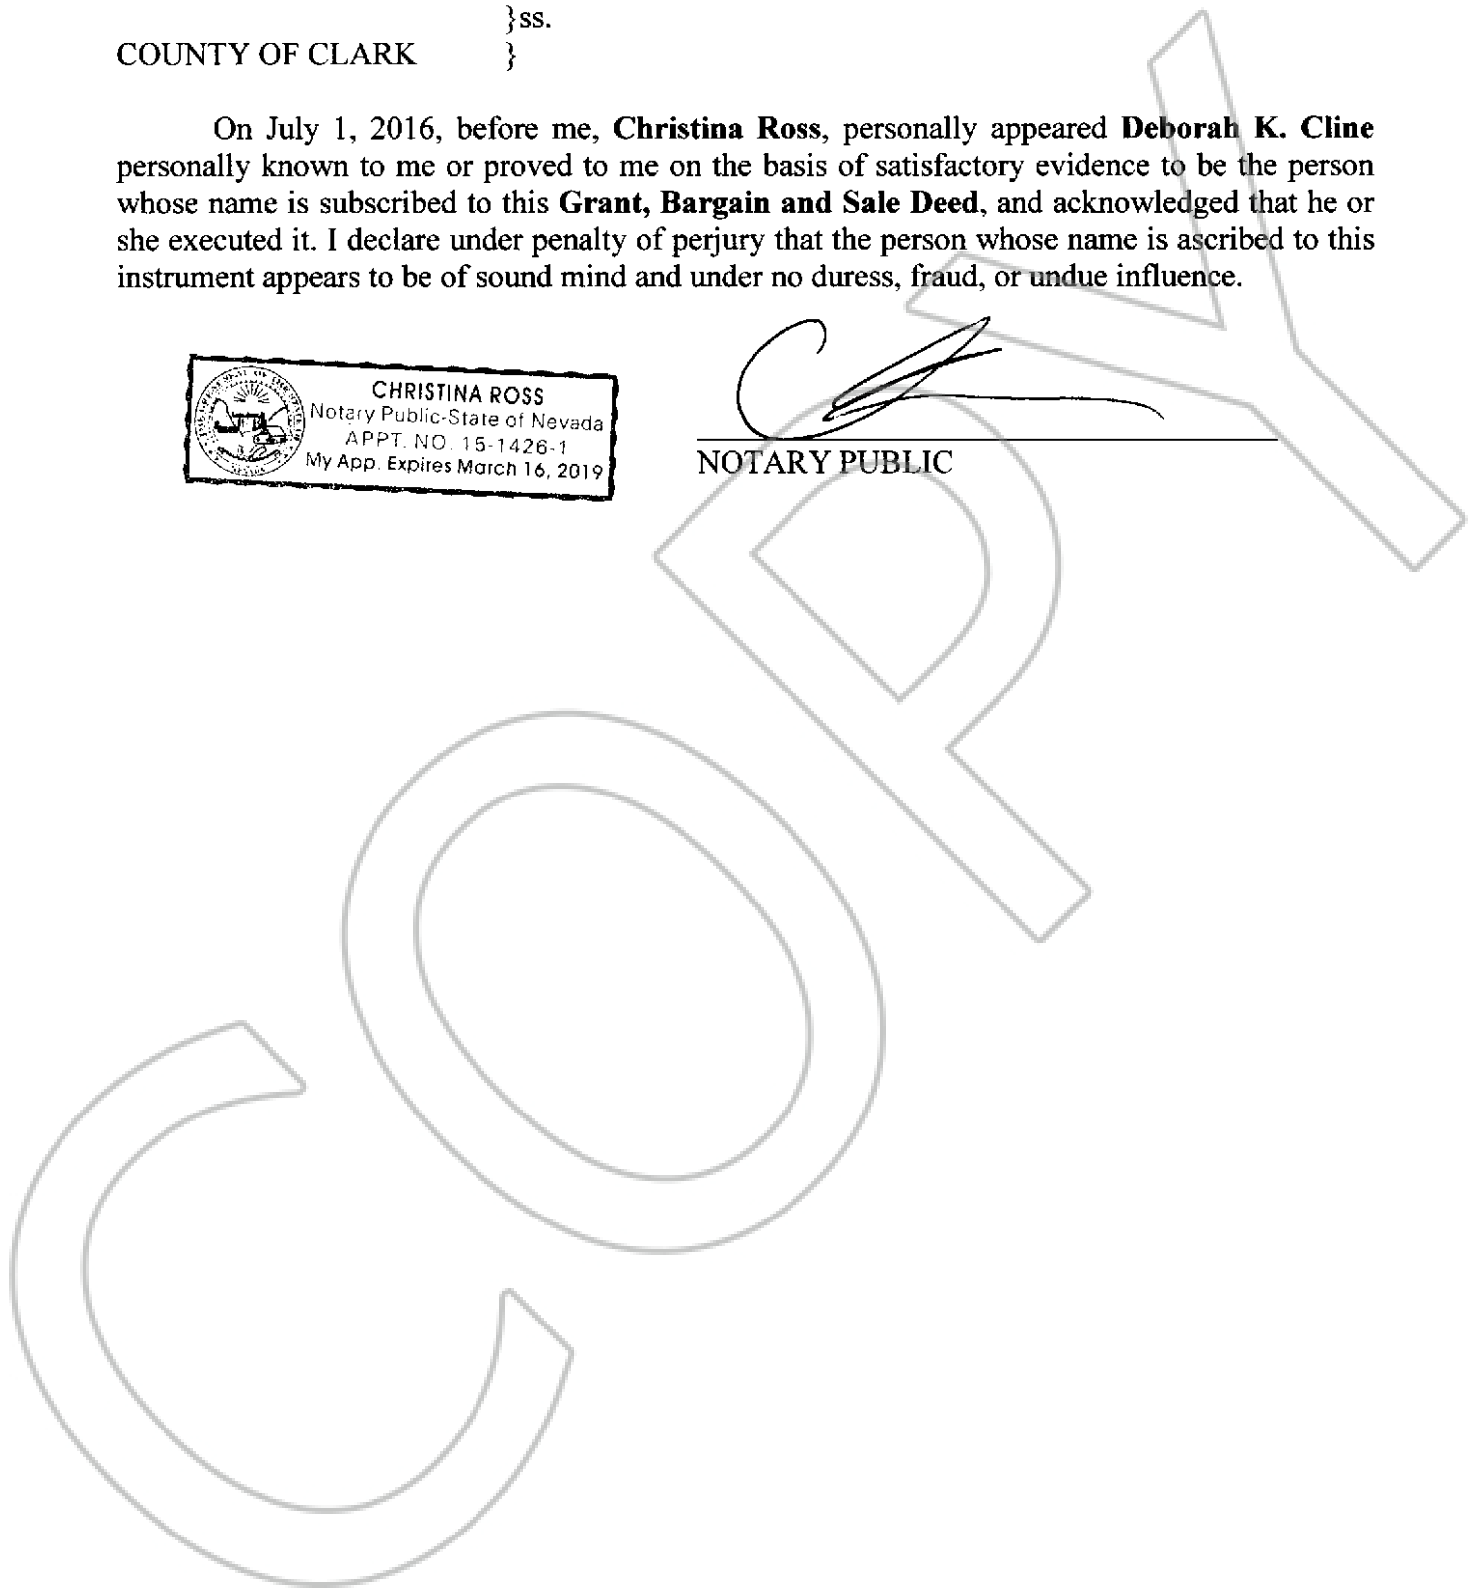 }ss.
COUNTY OF CLARK }
On July 1, 2016, before me, Christina Ross, personally appeared Deborah K. Cline
personally known to me or proved to me on the basis of satisfactory evidence to be the person
whose name is subscribed to this Grant, Bargain and Sale Deed, and acknowledged that he or
she executed it. I declare under penalty of perjury that the person whose name is ascribed to this
instrument appears to be of sound mind and under no duress, fraud, or undue influence.
CHRISTINA ROSS
Notary Public-State of Nevada
APPT. NO. 15-1426-1
My App. Expires March 16, 2019
NOTARY PUBLIC
COPY